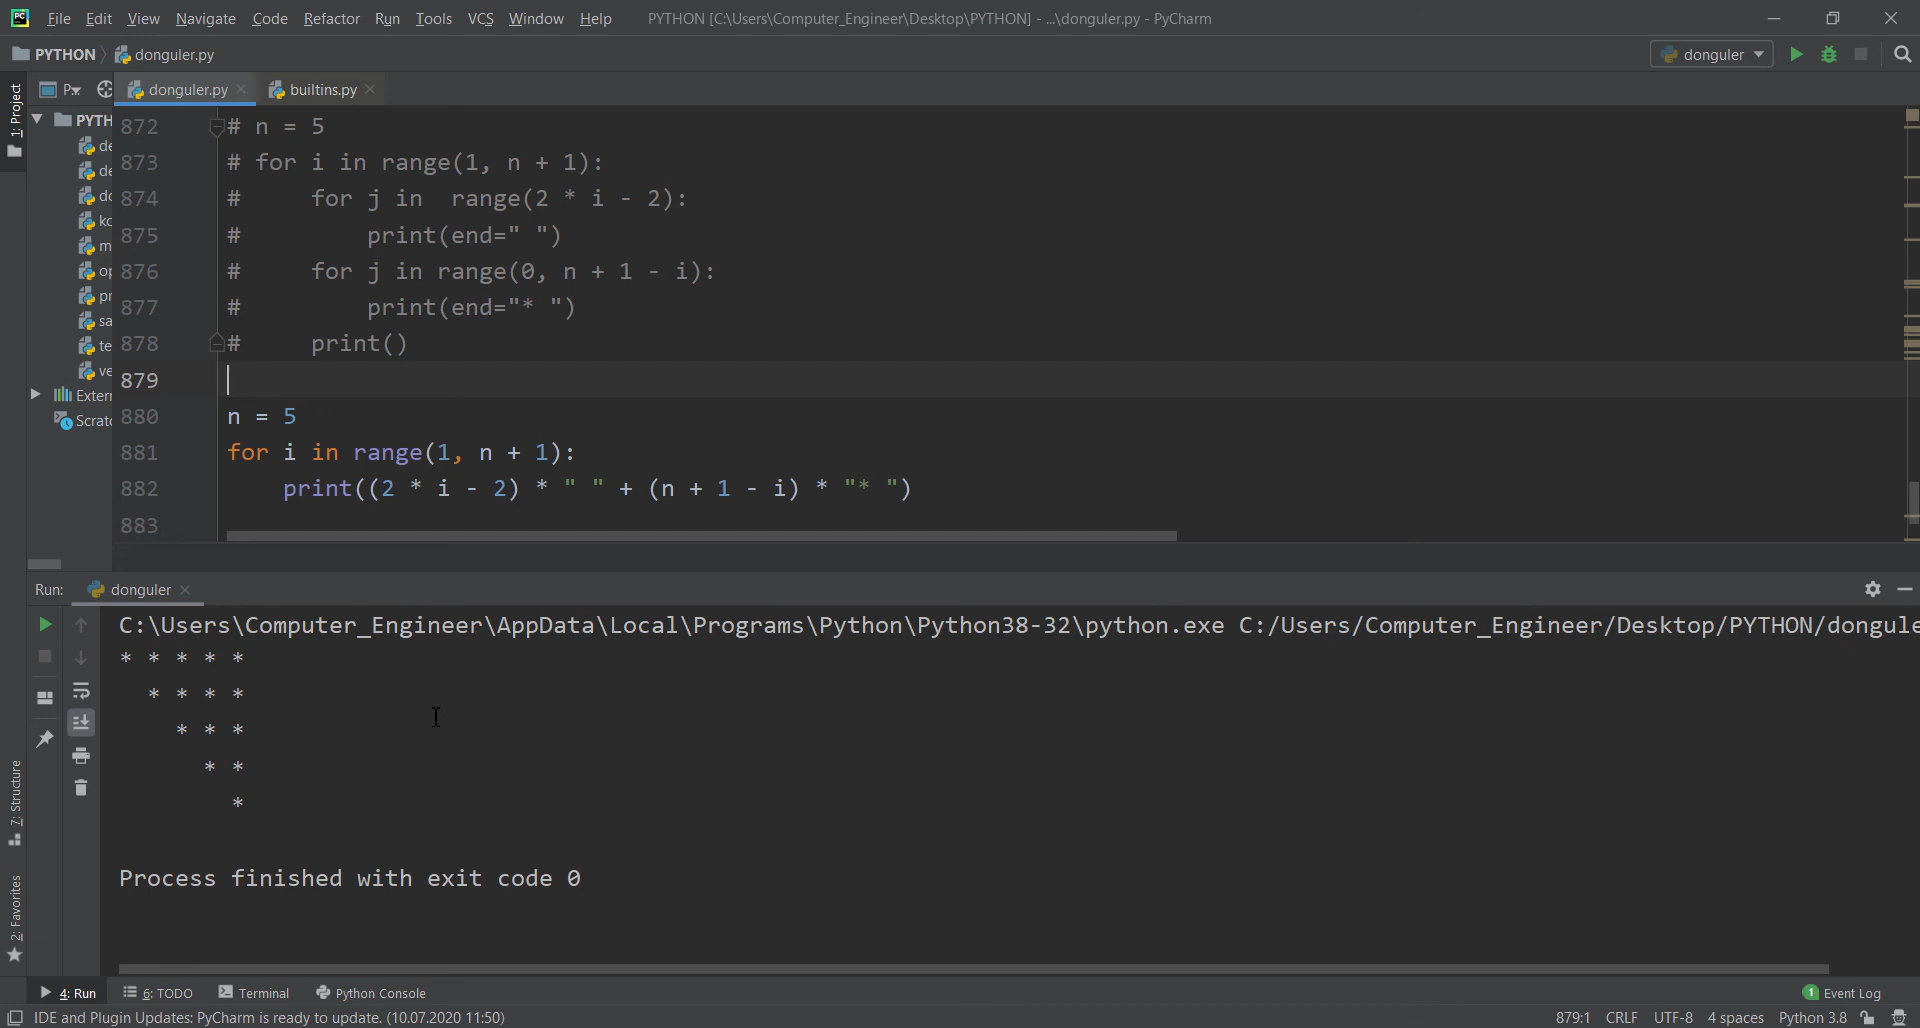 PC File Edit View Navigate Code Refactor Run Tools VCS Window Help PYTHON [C:\Users\Computer_Engineer\Desktop\PYTHON] - ...\donguler.py - PyCharm
PYTHON donguler.py donguler
1: Project P.. donguler.py builtins.py
PYTH
de
de
do
kc
m
op
pr
sa
te
ve
Exter
Scratc
872 # n = 5
873 # for i in range(1, n + 1):
874 #     for j in  range(2 * i - 2):
875 #         print(end=" ")
876 #     for j in range(0, n + 1 - i):
877 #         print(end="* ")
878 #     print()
879
880 n = 5
881 for i in range(1, n + 1):
882     print((2 * i - 2) * " " + (n + 1 - i) * "* ")
883
Run: donguler
C:\Users\Computer_Engineer\AppData\Local\Programs\Python\Python38-32\python.exe C:/Users/Computer_Engineer/Desktop/PYTHON/dongule
* * * * *
  * * * *
    * * *
      * *
        *
Process finished with exit code 0
7: Structure
2: Favorites
4: Run 6: TODO Terminal Python Console 1 Event Log
IDE and Plugin Updates: PyCharm is ready to update. (10.07.2020 11:50) 879:1 CRLF UTF-8 4 spaces Python 3.8